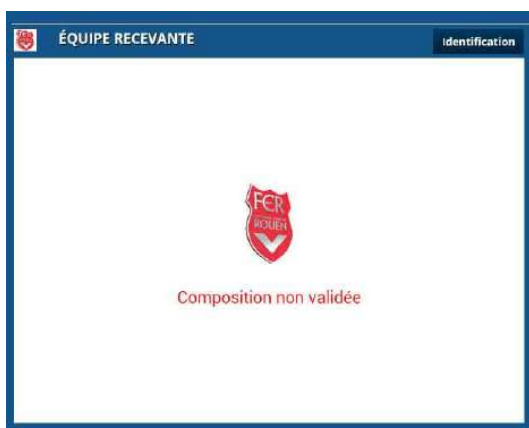 ÉQUIPE RECEVANTE
Identification
FCR
ROUEN
Composition non validée